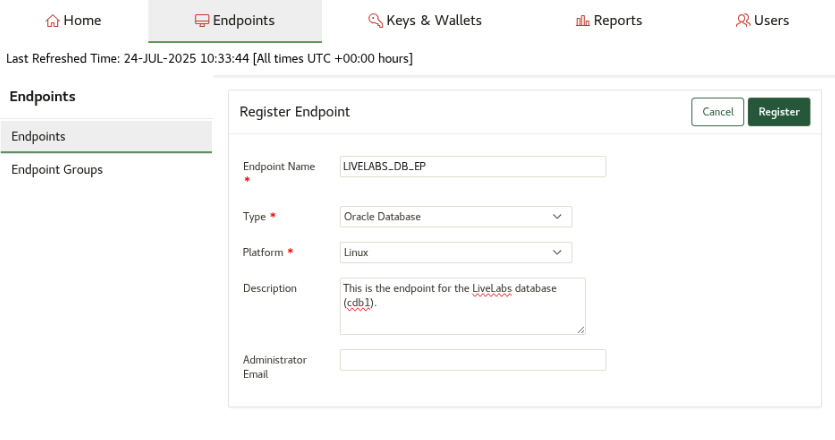 Home
Endpoints
Keys & Wallets
Reports
Users
Last Refreshed Time: 24-JUL-2025 10:33:44 [All times UTC +00:00 hours]
Endpoints
Endpoints
Endpoint Groups
Register Endpoint
Cancel
Register
Endpoint Name
*
LIVELABS_DB_EP
Type *
Oracle Database
Platform *
Linux
Description
This is the endpoint for the LiveLabs database
(cdb1).
Administrator
Email